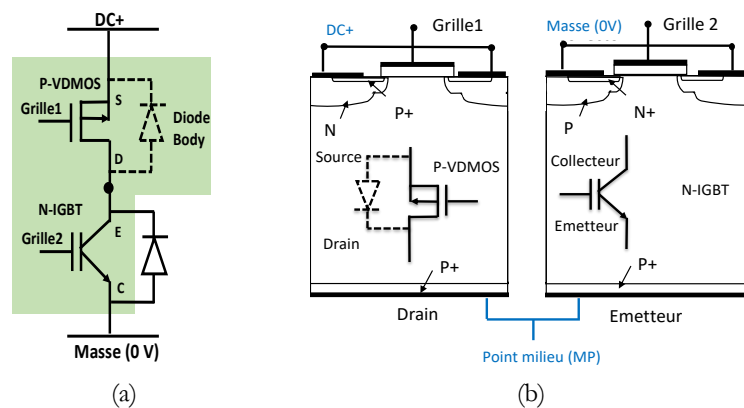 DC+
P-VDMOS
S
Grille1
Diode
Body
D
N-IGBT
E
Grille2
C
Masse (0 V)
(a)
DC+
Grille1
P+
N
Source
P-VDMOS
Drain
P+
Drain
Masse (0V)
Grille 2
N+
P
Collecteur
N-IGBT
Emetteur
P+
Emetteur
Point milieu (MP)
(b)